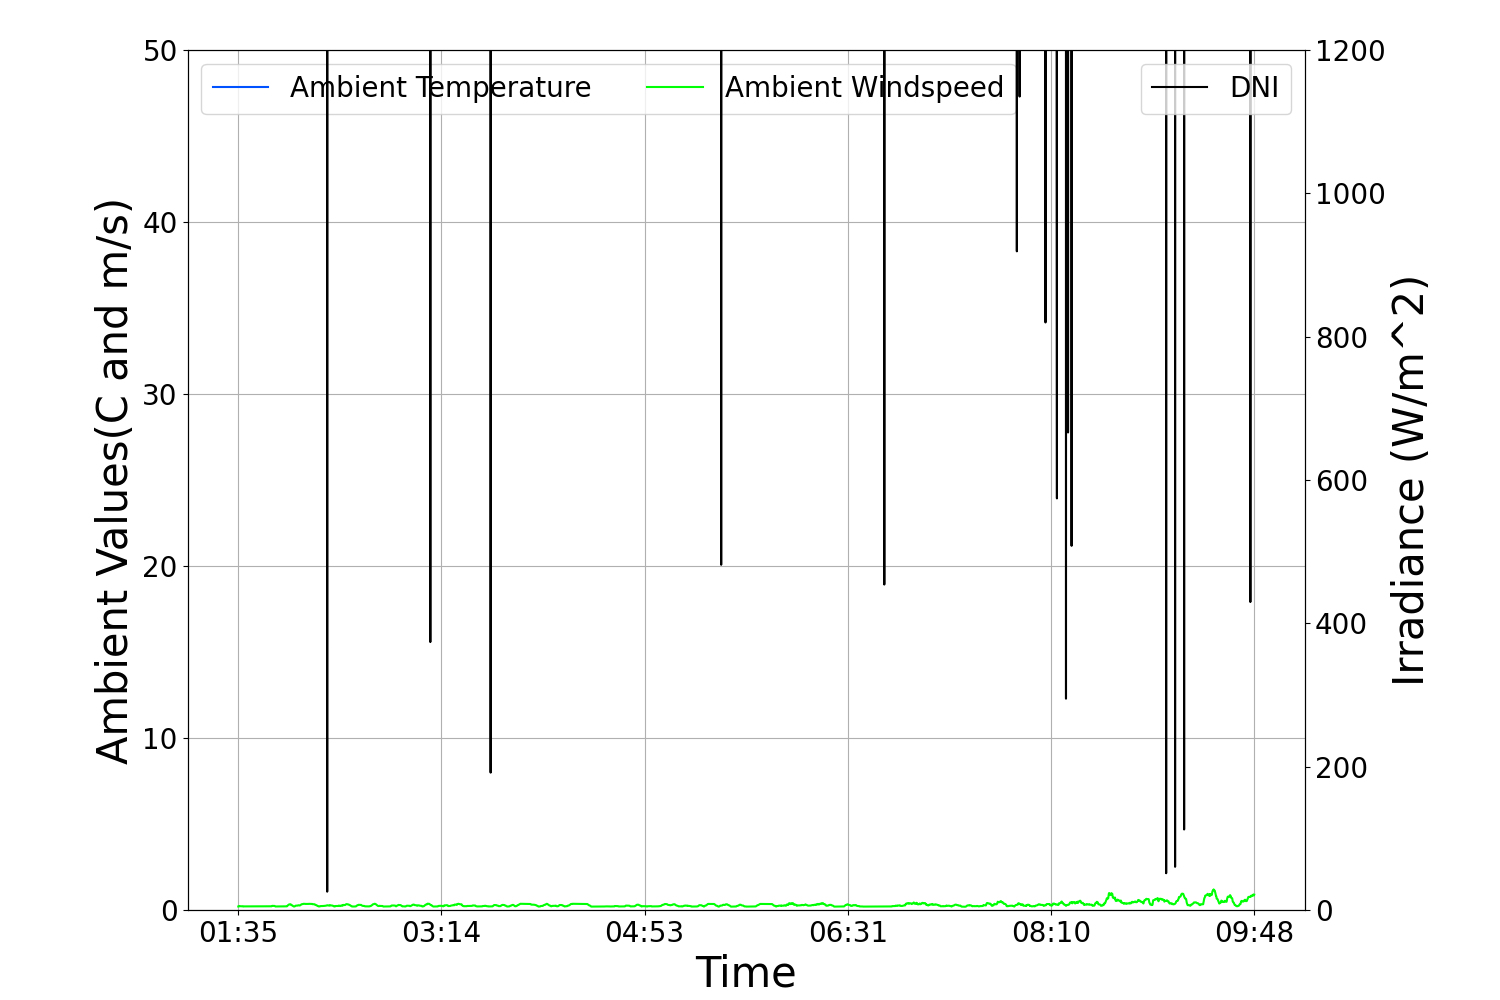 Ambient Temperature
Ambient Windspeed
DNI
Ambient Values(C and m/s)
50
40
30
20
10
0
1200
1000
800
600
400
200
0
Irradiance (W/m^2)
01:35 03:14 04:53 06:31 08:10 09:48
Time